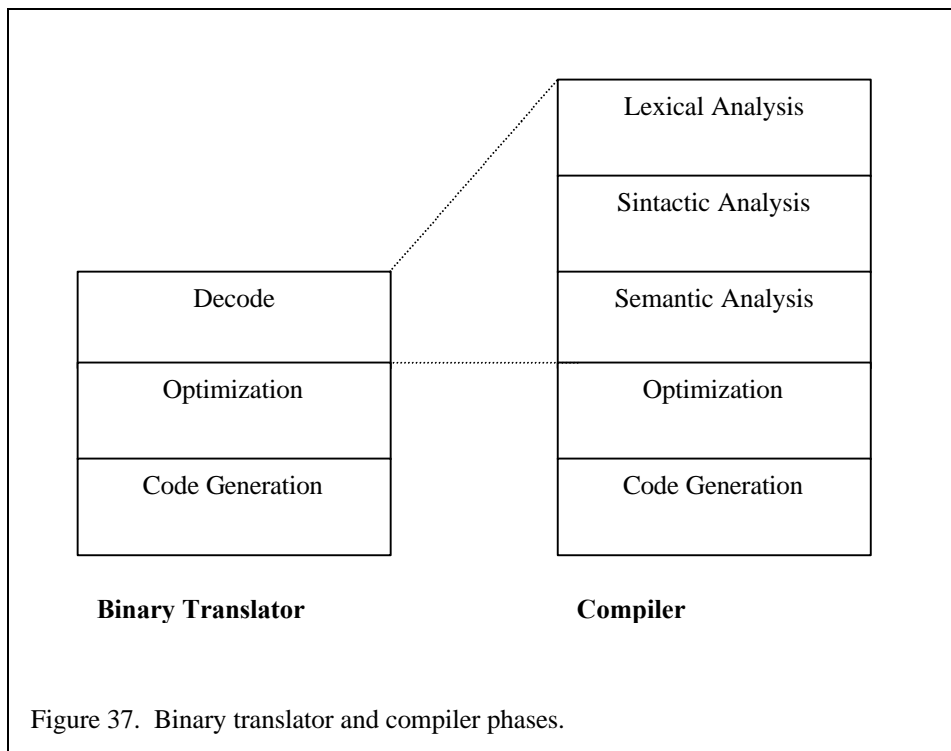 Lexical Analysis
Sintactic Analysis
Decode
Semantic Analysis
Optimization
Optimization
Code Generation
Code Generation
Binary Translator
Compiler
Figure 37. Binary translator and compiler phases.